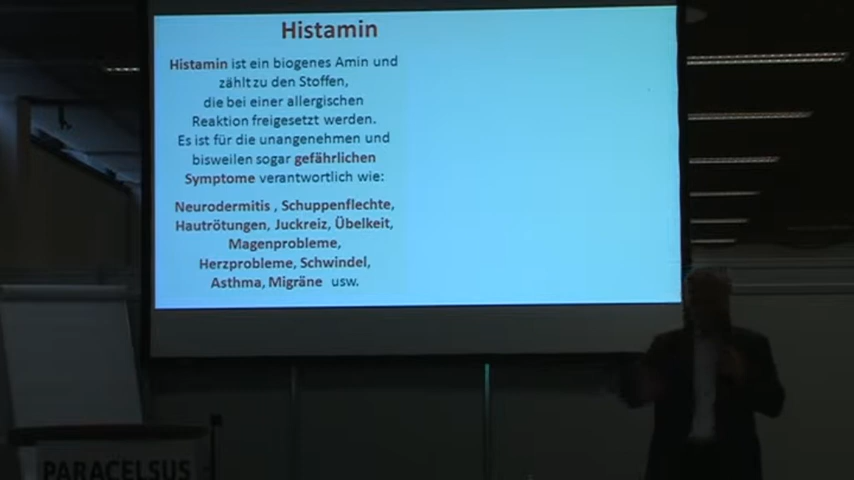 Histamin
Histamin ist ein biogenes Amin und
zählt zu den Stoffen,
die bei einer allergischen
Reaktion freigesetzt werden.
Es ist für die unangenehmen und
bisweilen sogar gefährlichen
Symptome verantwortlich wie:
Neurodermitis , Schuppenflechte,
Hautrötungen, Juckreiz, Übelkeit,
Magenprobleme,
Herzprobleme, Schwindel,
Asthma, Migräne usw.
PARACELSUS